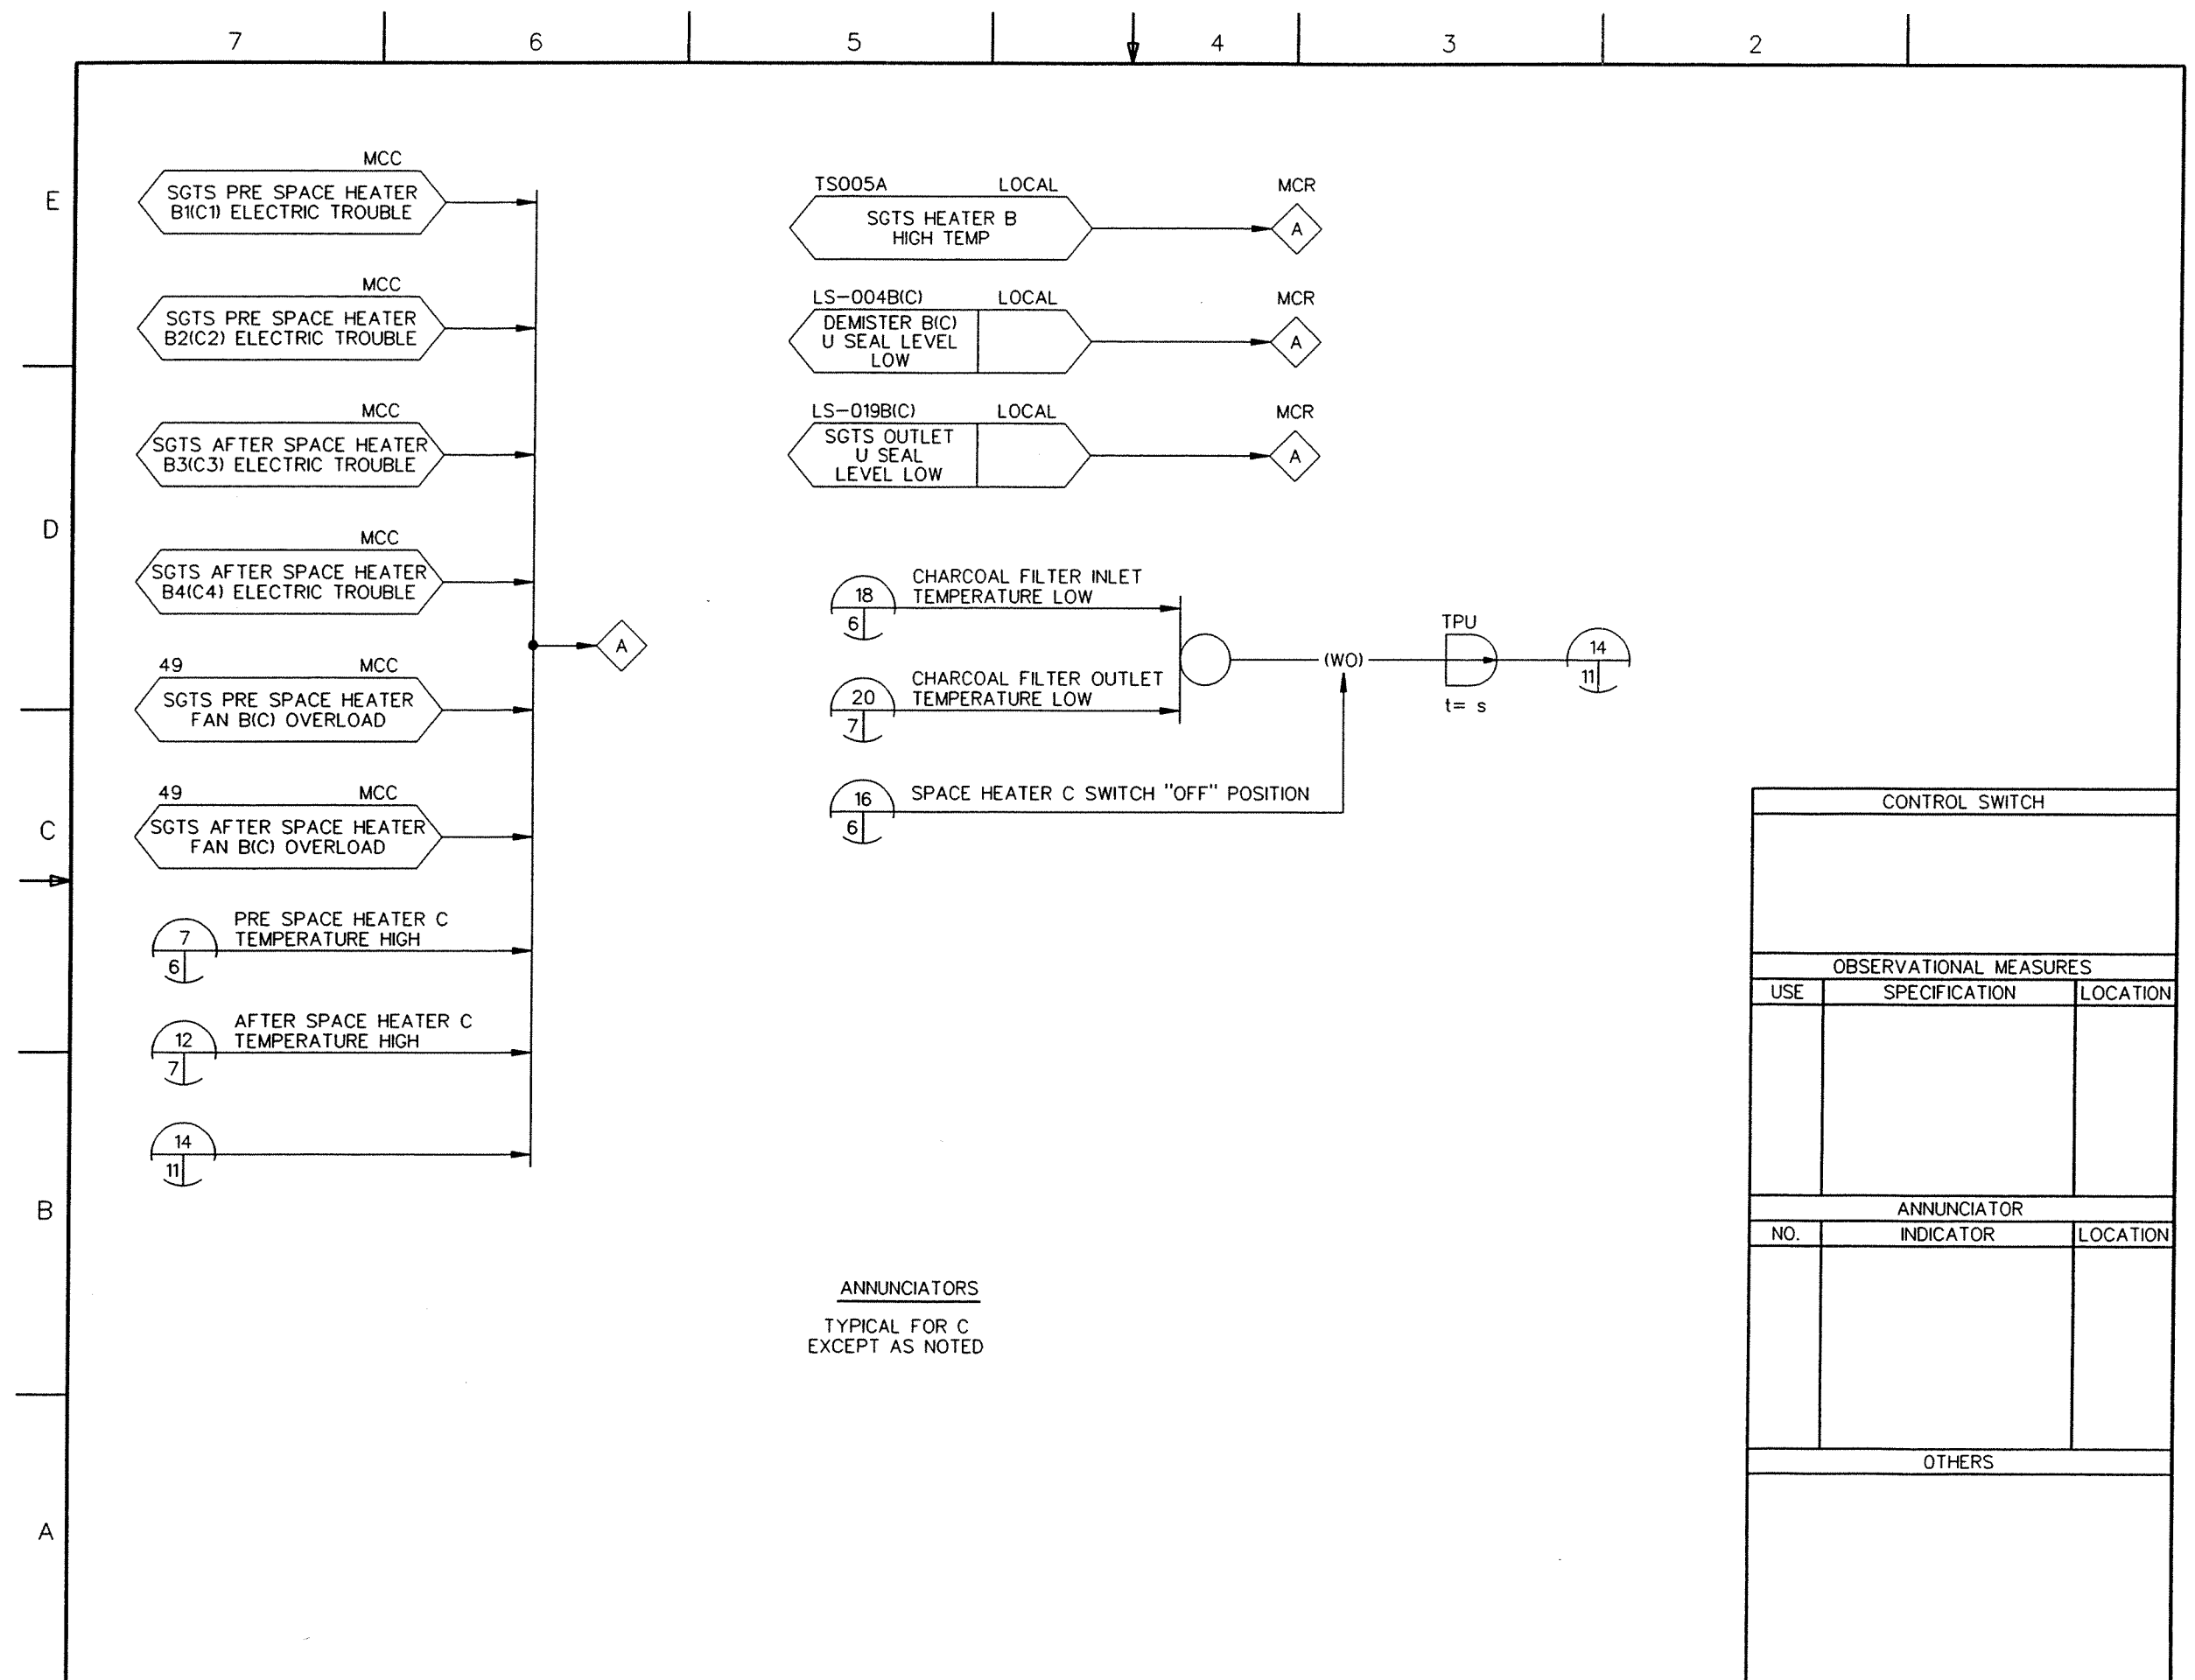 7
6
5
4
3
2
E
D
C
B
A
MCC
SGTS PRE SPACE HEATER
B1(C1) ELECTRIC TROUBLE
MCC
SGTS PRE SPACE HEATER
B2(C2) ELECTRIC TROUBLE
MCC
SGTS AFTER SPACE HEATER
B3(C3) ELECTRIC TROUBLE
MCC
SGTS AFTER SPACE HEATER
B4(C4) ELECTRIC TROUBLE
A
49 MCC
SGTS PRE SPACE HEATER
FAN B(C) OVERLOAD
49 MCC
SGTS AFTER SPACE HEATER
FAN B(C) OVERLOAD
7
6
PRE SPACE HEATER C
TEMPERATURE HIGH
12
7
AFTER SPACE HEATER C
TEMPERATURE HIGH
14
11
TS005A LOCAL
SGTS HEATER B
HIGH TEMP
MCR
A
LS-004B(C) LOCAL
DEMISTER B(C)
U SEAL LEVEL
LOW
MCR
A
LS-019B(C) LOCAL
SGTS OUTLET
U SEAL
LEVEL LOW
MCR
A
18
6
CHARCOAL FILTER INLET
TEMPERATURE LOW
20
7
CHARCOAL FILTER OUTLET
TEMPERATURE LOW
16
6
SPACE HEATER C SWITCH "OFF" POSITION
(WO)
TPU
t= s
14
11
ANNUNCIATORS
TYPICAL FOR C
EXCEPT AS NOTED
CONTROL SWITCH
OBSERVATIONAL MEASURES
USE SPECIFICATION LOCATION
ANNUNCIATOR
NO. INDICATOR LOCATION
OTHERS